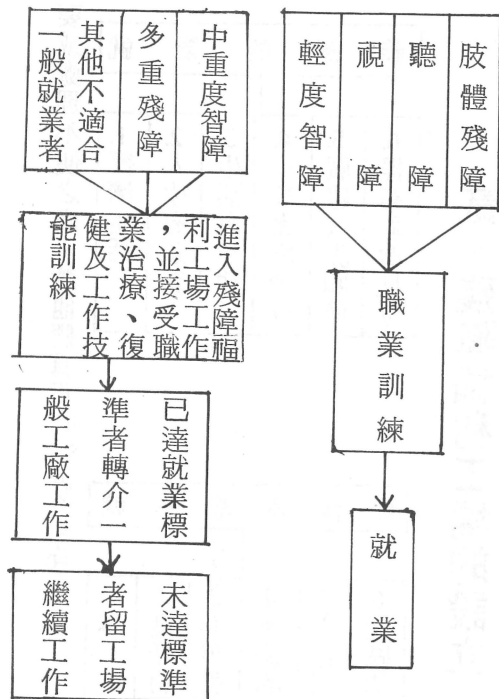 肢體殘障
聽障
視障
輕度智障
職業訓練
就業
中重度智障
多重殘障
其他不適合
一般就業者
進入殘障福
利工場工作
，並接受職
業治療、復
健及工作技
能訓練
已達就業標
準者轉介一
般工廠工作
未達標準
者留工場
繼續工作